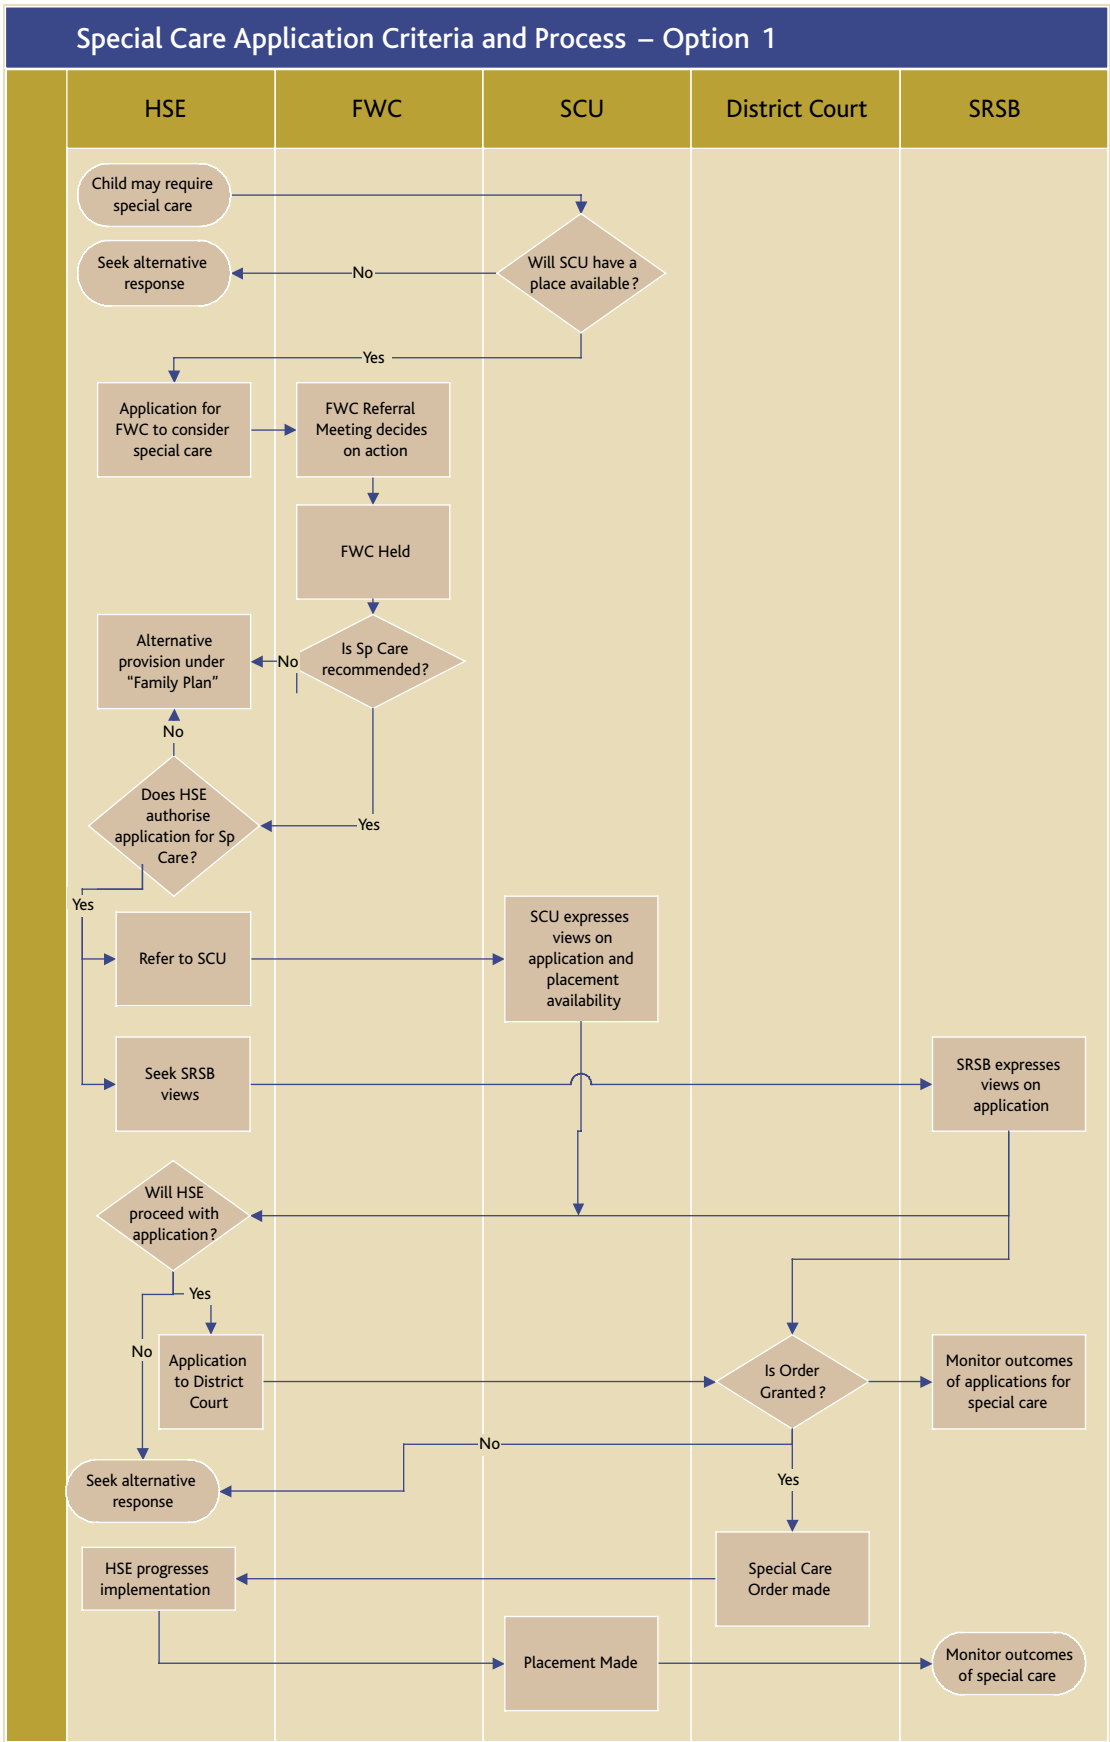 Special Care Application Criteria and Process – Option 1
HSE
FWC
SCU
District Court
SRSB
Child may require
special care
Seek alternative
response
No
Will SCU have a
place available?
Yes
Application for
FWC to consider
special care
FWC Referral
Meeting decides
on action
FWC Held
Alternative
provision under
“Family Plan”
No
Is Sp Care
recommended?
No
Does HSE
authorise
application for Sp
Care?
Yes
Yes
Refer to SCU
SCU expresses
views on
application and
placement
availability
Seek SRSB
views
SRSB expresses
views on
application
Will HSE
proceed with
application?
Yes
No
Application
to District
Court
Is Order
Granted?
Monitor outcomes
of applications for
special care
No
Yes
Seek alternative
response
HSE progresses
implementation
Special Care
Order made
Placement Made
Monitor outcomes
of special care